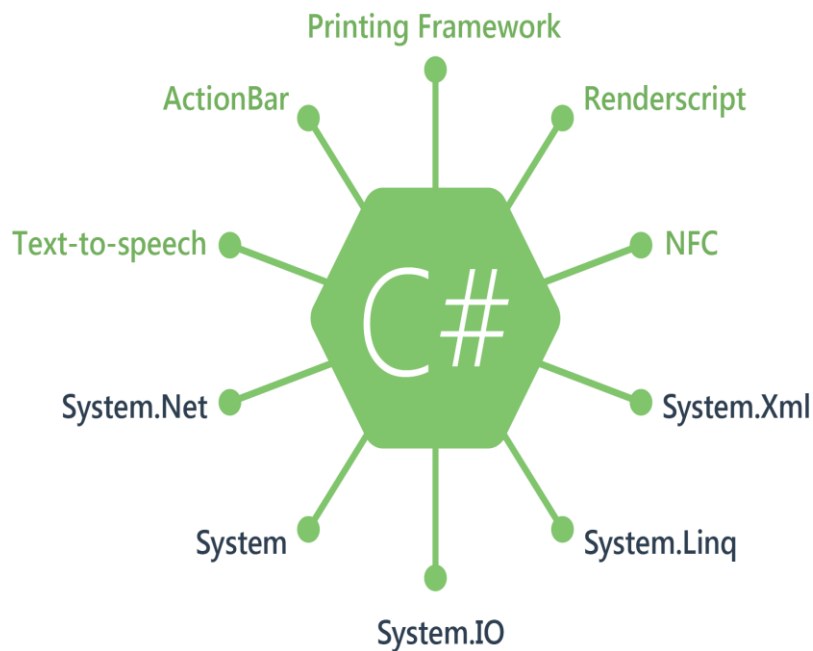 Printing Framework
ActionBar
Renderscript
Text-to-speech
NFC
C#
System.Net
System.Xml
System
System.Linq
System.IO